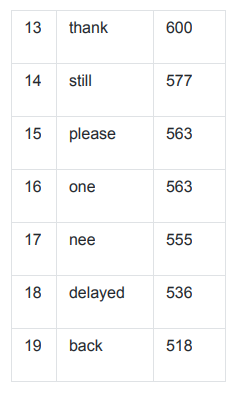 13 thank 600
14 still 577
15 please 563
16 one 563
17 nee 555
18 delayed 536
19 back 518